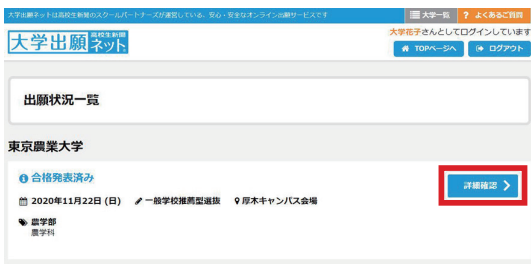 大学出願ネットは高校生新聞のスクールパートナーズが運営している、安心・安全なオンライン出願サービスです
大学一覧
? よくあるご質問
大学出願ネット
高校生新聞
大学花子さんとしてログインしています
TOPページへ
ログアウト
出願状況一覧
東京農業大学
合格発表済み
詳細確認
2020年11月22日 (日) 一般学校推薦型選抜 厚木キャンパス会場
農学部
農学科